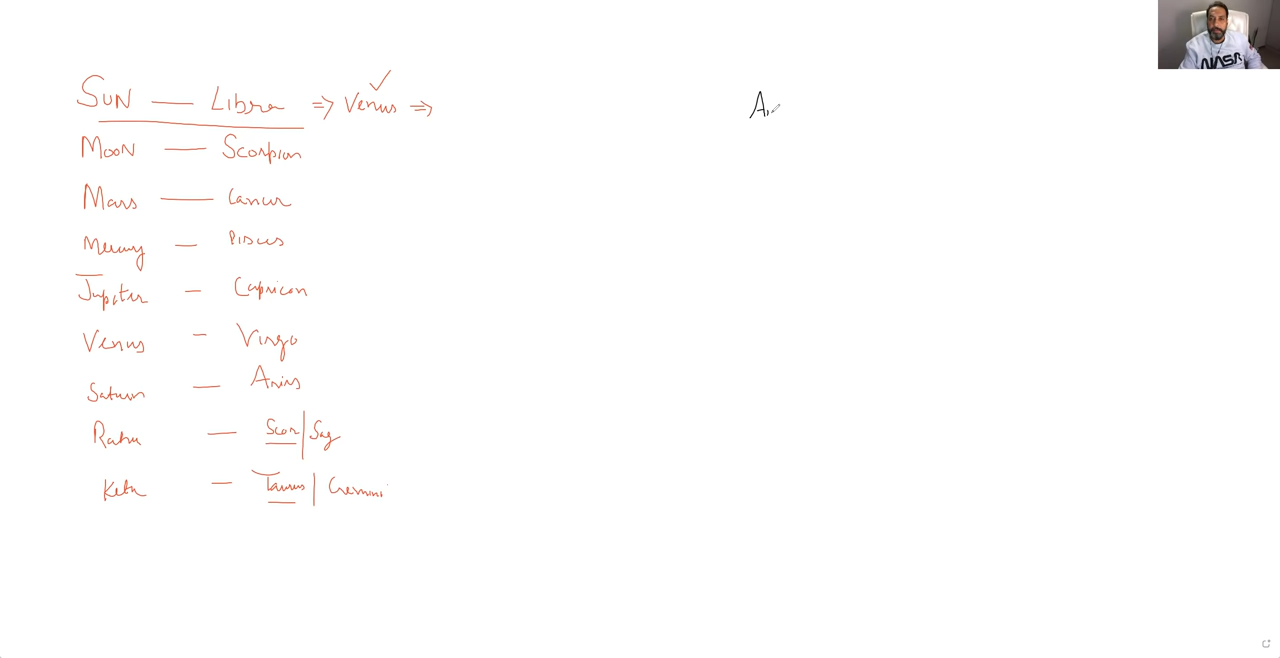 SUN — Libra ⇒ Venus ⇒
MOON — Scorpion
Mars — Cancer
Mercury — Pisces
Jupiter — Capricon
Venus — Virgo
Saturn — Aries
Rahu — Scor | Sag
Ketu — Taurus | Gemini
A
NASA